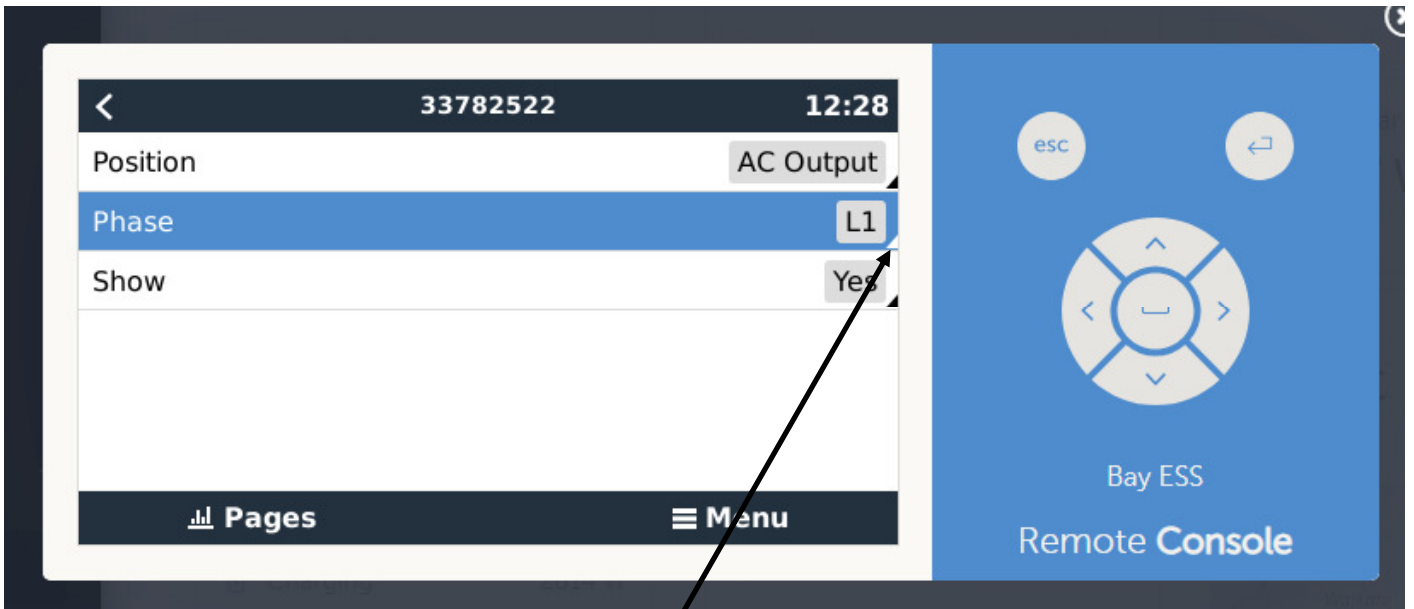 33782522 12:28
Position AC Output
Phase L1
Show Yes
Pages Menu
esc
Bay ESS
Remote Console